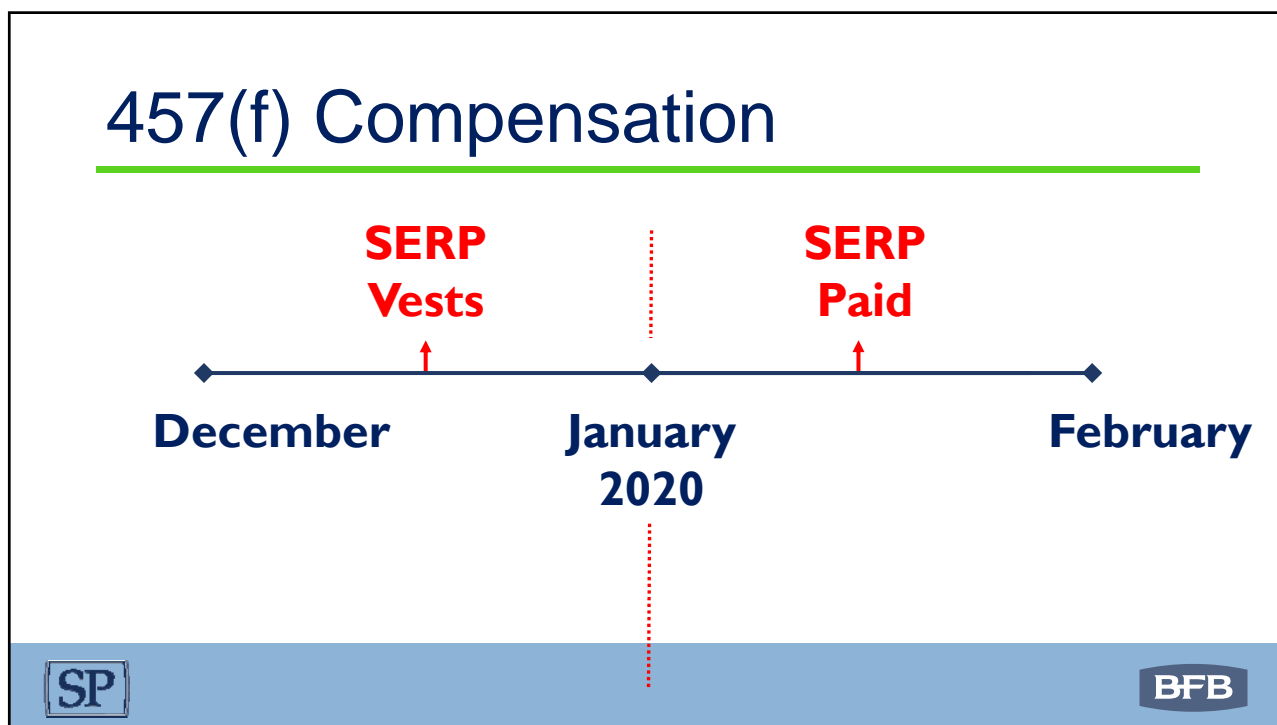 457(f) Compensation
SERP
Vests
SERP
Paid
December
January
2020
February
SP
BFB